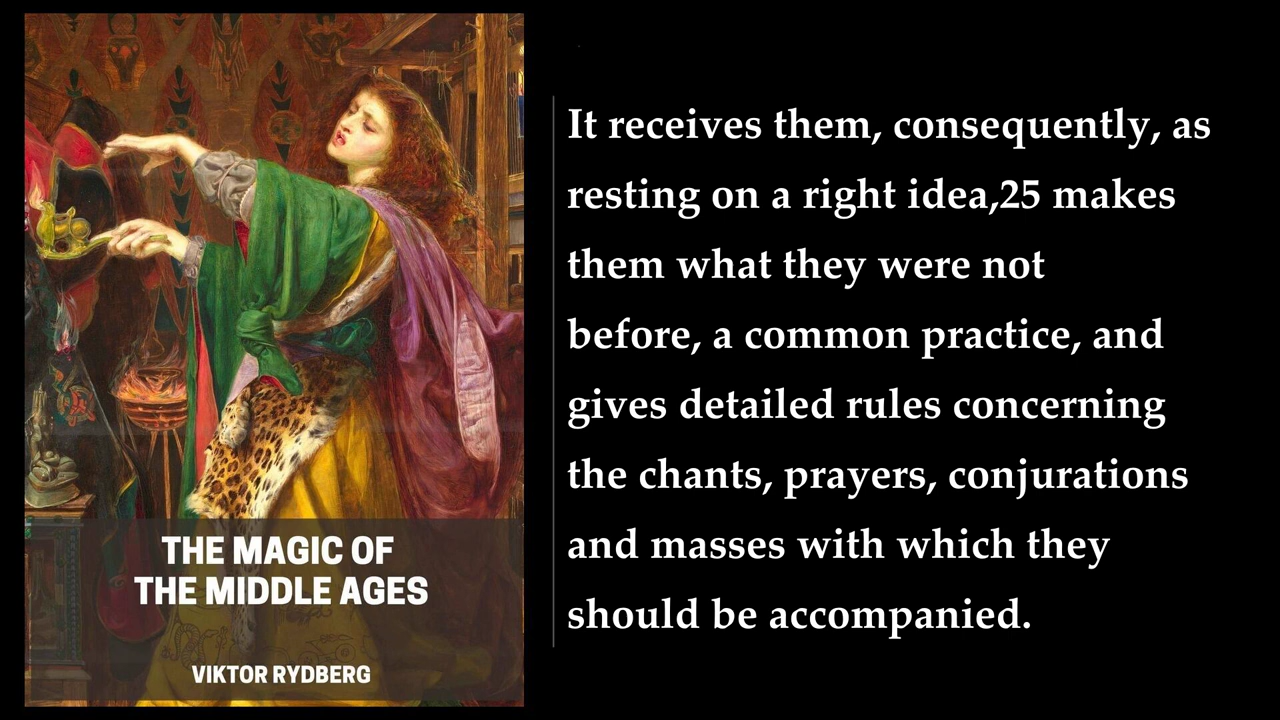 THE MAGIC OF
THE MIDDLE AGES
VIKTOR RYDBERG
It receives them, consequently, as
resting on a right idea,25 makes
them what they were not
before, a common practice, and
gives detailed rules concerning
the chants, prayers, conjurations
and masses with which they
should be accompanied.